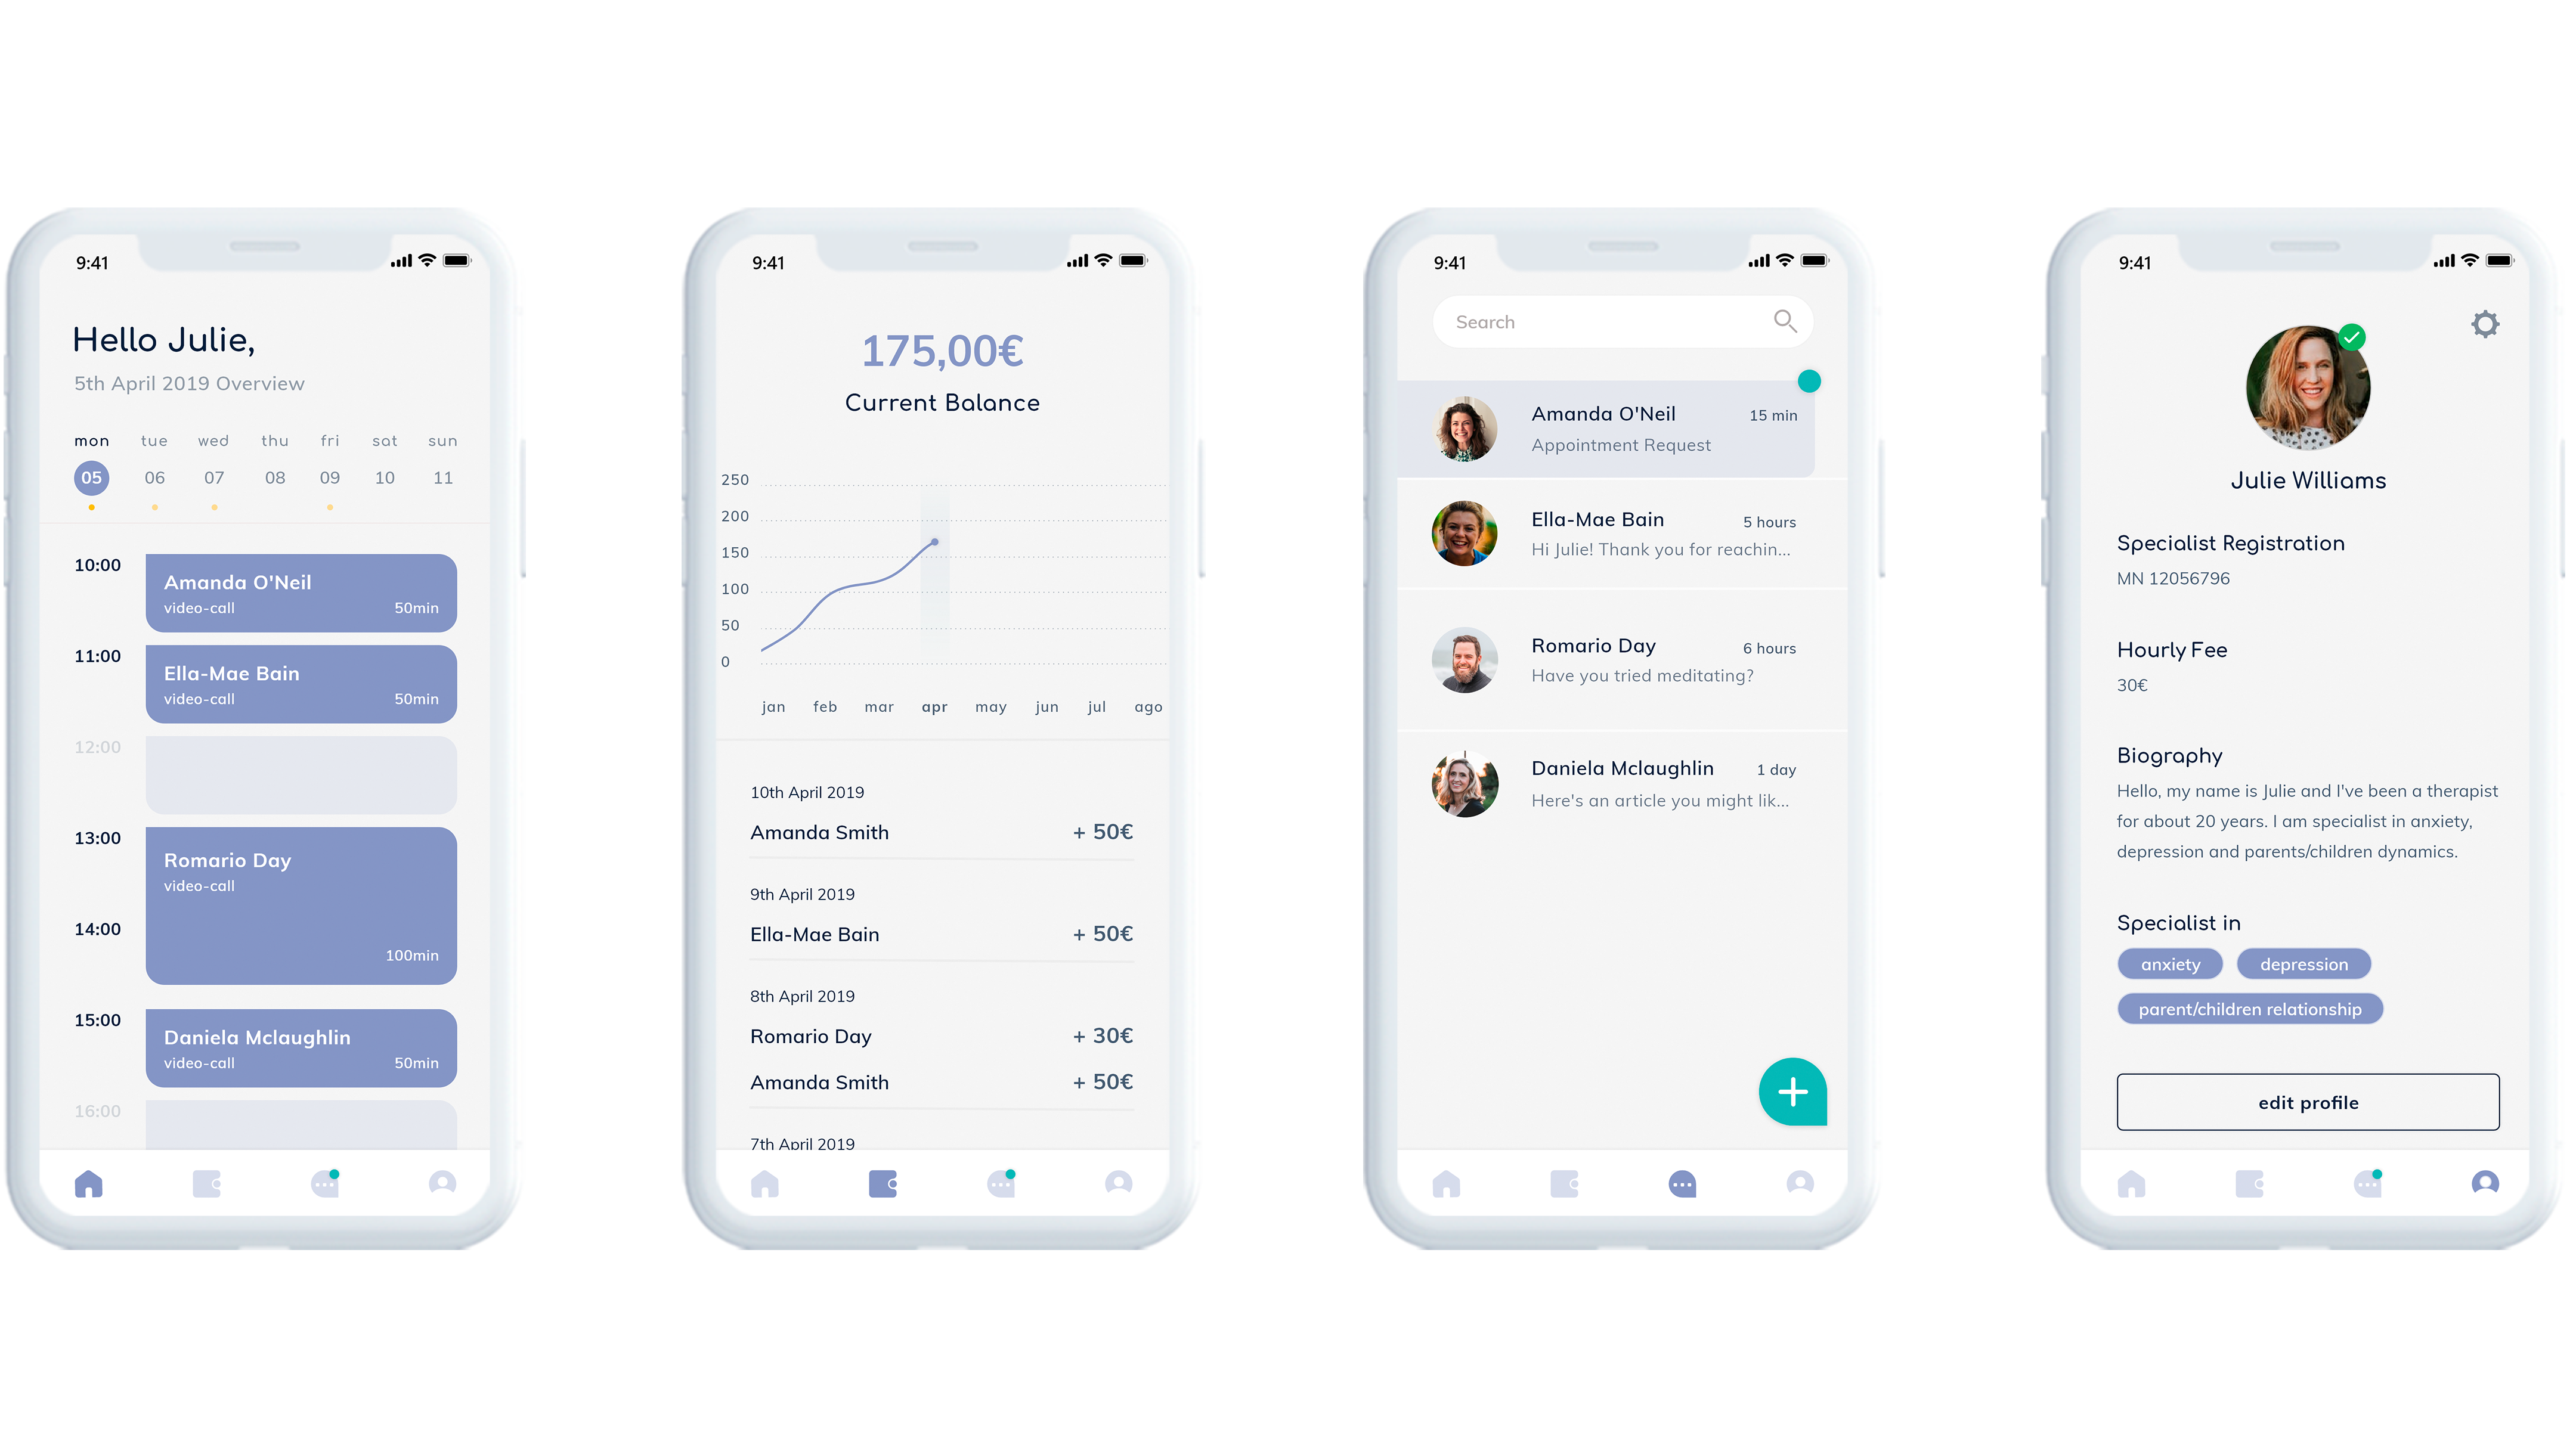 9:41
Hello Julie,
5th April 2019 Overview
mon tue wed thu fri sat sun
05 06 07 08 09 10 11
10:00
Amanda O'Neil
video-call 50min
11:00
Ella-Mae Bain
video-call 50min
12:00
13:00
Romario Day
video-call
14:00
100min
15:00
Daniela Mclaughlin
video-call 50min
16:00
9:41
175,00€
Current Balance
250
200
150
100
50
0
jan feb mar apr may jun jul ago
10th April 2019
Amanda Smith + 50€
9th April 2019
Ella-Mae Bain + 50€
8th April 2019
Romario Day + 30€
Amanda Smith + 50€
7th April 2019
9:41
Search
Amanda O'Neil 15 min
Appointment Request
Ella-Mae Bain 5 hours
Hi Julie! Thank you for reachin...
Romario Day 6 hours
Have you tried meditating?
Daniela Mclaughlin 1 day
Here's an article you might lik...
9:41
Julie Williams
Specialist Registration
MN 12056796
Hourly Fee
30€
Biography
Hello, my name is Julie and I've been a therapist
for about 20 years. I am specialist in anxiety,
depression and parents/children dynamics.
Specialist in
anxiety depression
parent/children relationship
edit profile